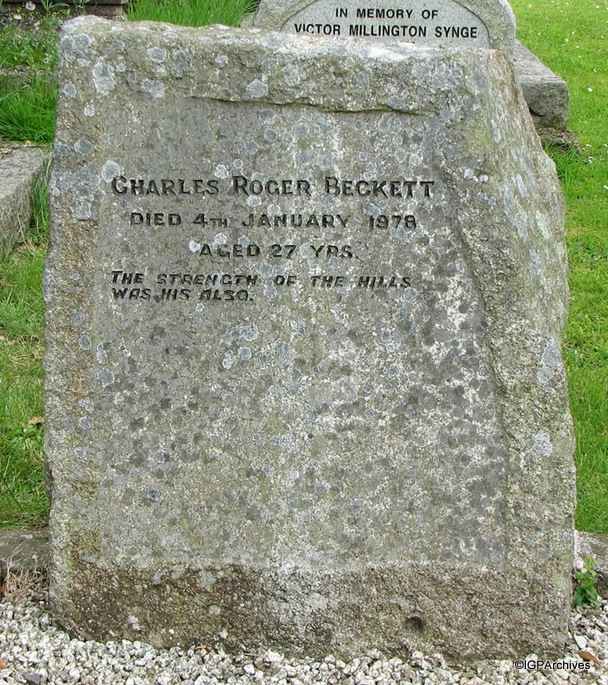 IN MEMORY OF
VICTOR MILLINGTON SYNGE
CHARLES ROGER BECKETT
DIED 4TH JANUARY 1978
AGED 27 YRS.
THE STRENGTH OF THE HILLS
WAS HIS ALSO.
©IGPArchives